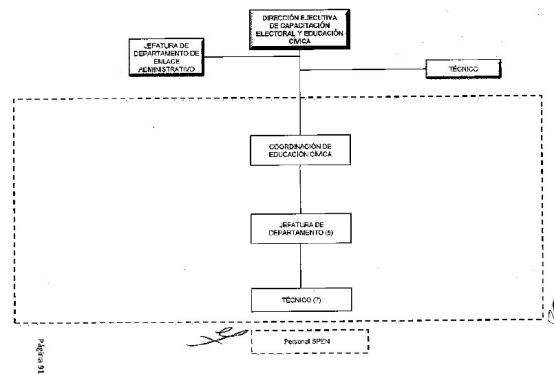 DIRECCIÓN EJECUTIVA
DE CAPACITACIÓN
ELECTORAL Y EDUCACIÓN
CÍVICA
JEFATURA DE
DEPARTAMENTO DE
ENLACE
ADMINISTRATIVO
TÉCNICO
COORDINACIÓN DE
EDUCACIÓN CÍVICA
JEFATURA DE
DEPARTAMENTO (5)
TÉCNICO (7)
Personal SPEN
Página 91